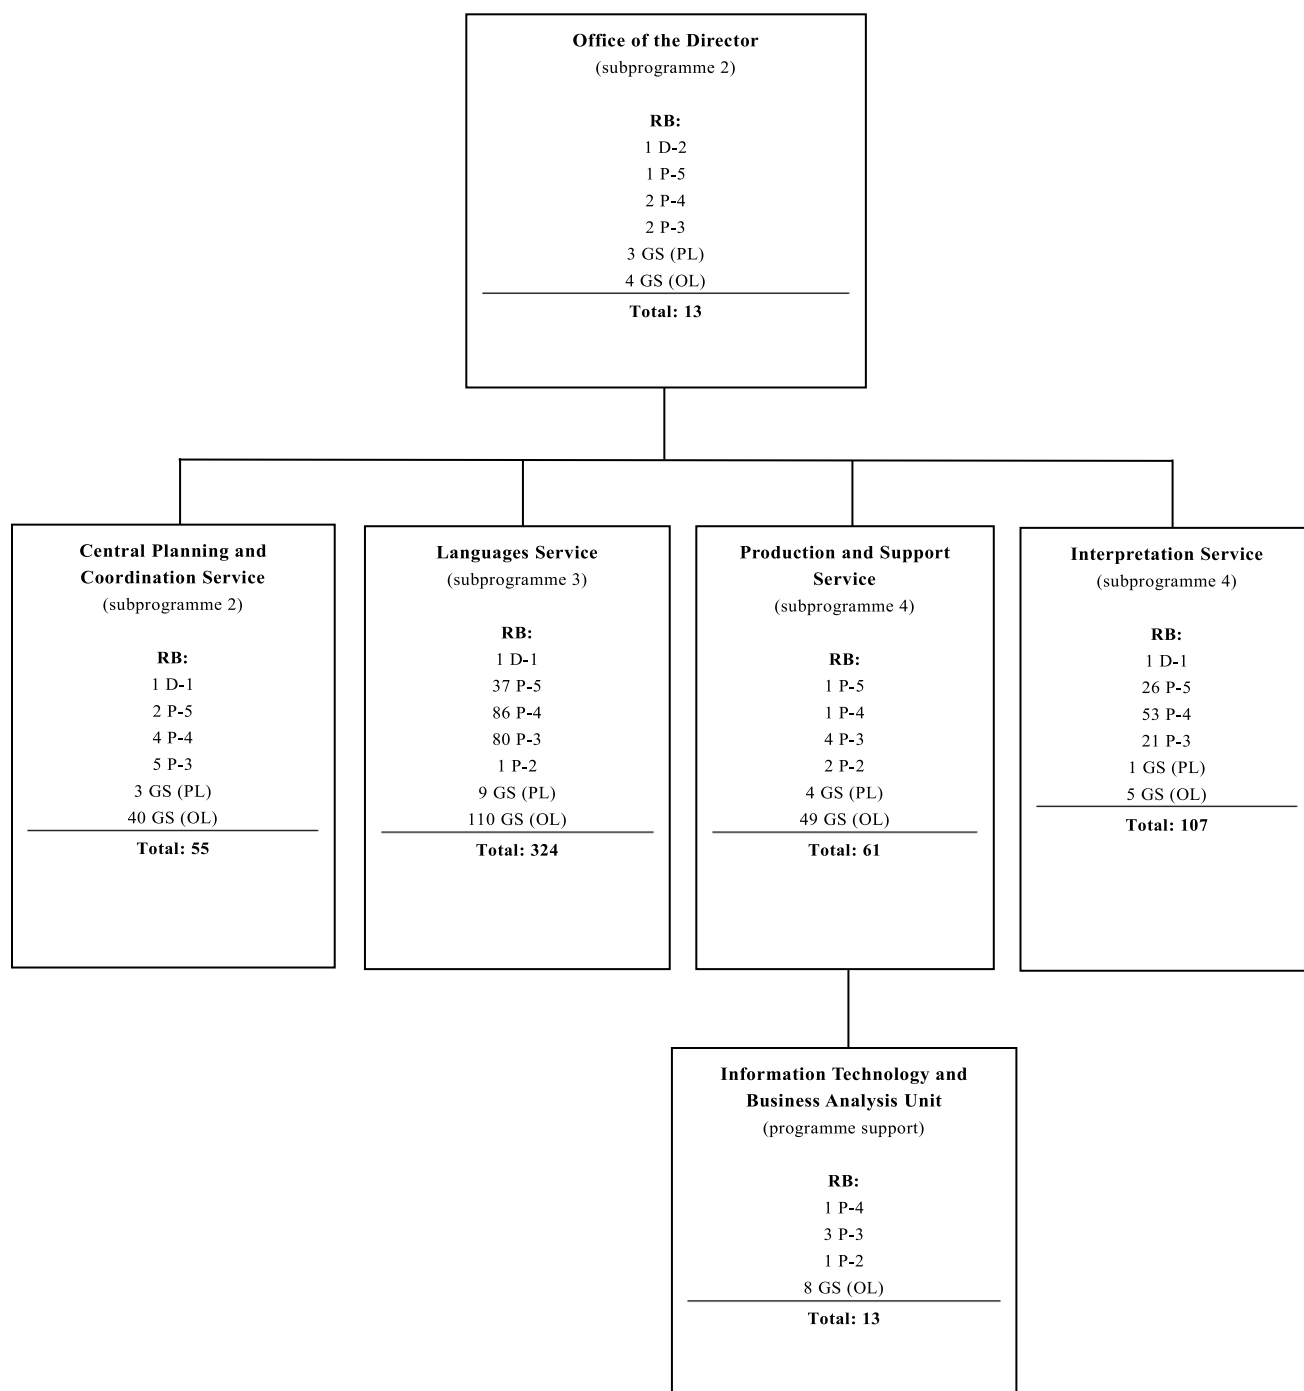 Office of the Director
(subprogramme 2)
RB:
1 D-2
1 P-5
2 P-4
2 P-3
3 GS (PL)
4 GS (OL)
Total: 13
Central Planning and
Coordination Service
(subprogramme 2)
RB:
1 D-1
2 P-5
4 P-4
5 P-3
3 GS (PL)
40 GS (OL)
Total: 55
Languages Service
(subprogramme 3)
RB:
1 D-1
37 P-5
86 P-4
80 P-3
1 P-2
9 GS (PL)
110 GS (OL)
Total: 324
Production and Support
Service
(subprogramme 4)
RB:
1 P-5
1 P-4
4 P-3
2 P-2
4 GS (PL)
49 GS (OL)
Total: 61
Interpretation Service
(subprogramme 4)
RB:
1 D-1
26 P-5
53 P-4
21 P-3
1 GS (PL)
5 GS (OL)
Total: 107
Information Technology and
Business Analysis Unit
(programme support)
RB:
1 P-4
3 P-3
1 P-2
8 GS (OL)
Total: 13